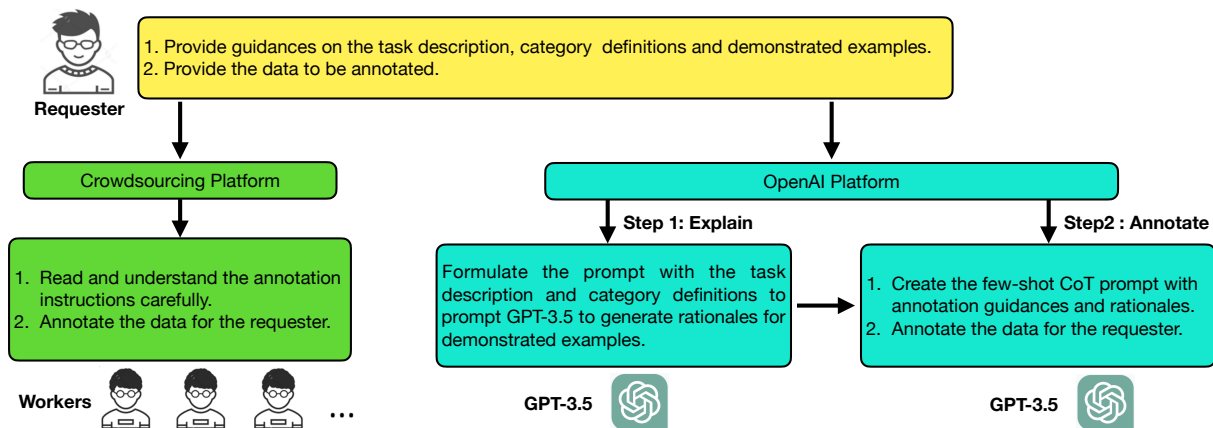 1. Provide guidances on the task description, category definitions and demonstrated examples.
2. Provide the data to be annotated.
Requester
Crowdsourcing Platform
OpenAI Platform
Step 1: Explain
Step2 : Annotate
1. Read and understand the annotation
instructions carefully.
2. Annotate the data for the requester.
Formulate the prompt with the task
description and category definitions to
prompt GPT-3.5 to generate rationales for
demonstrated examples.
1. Create the few-shot CoT prompt with
annotation guidances and rationales.
2. Annotate the data for the requester.
Workers
...
GPT-3.5
GPT-3.5